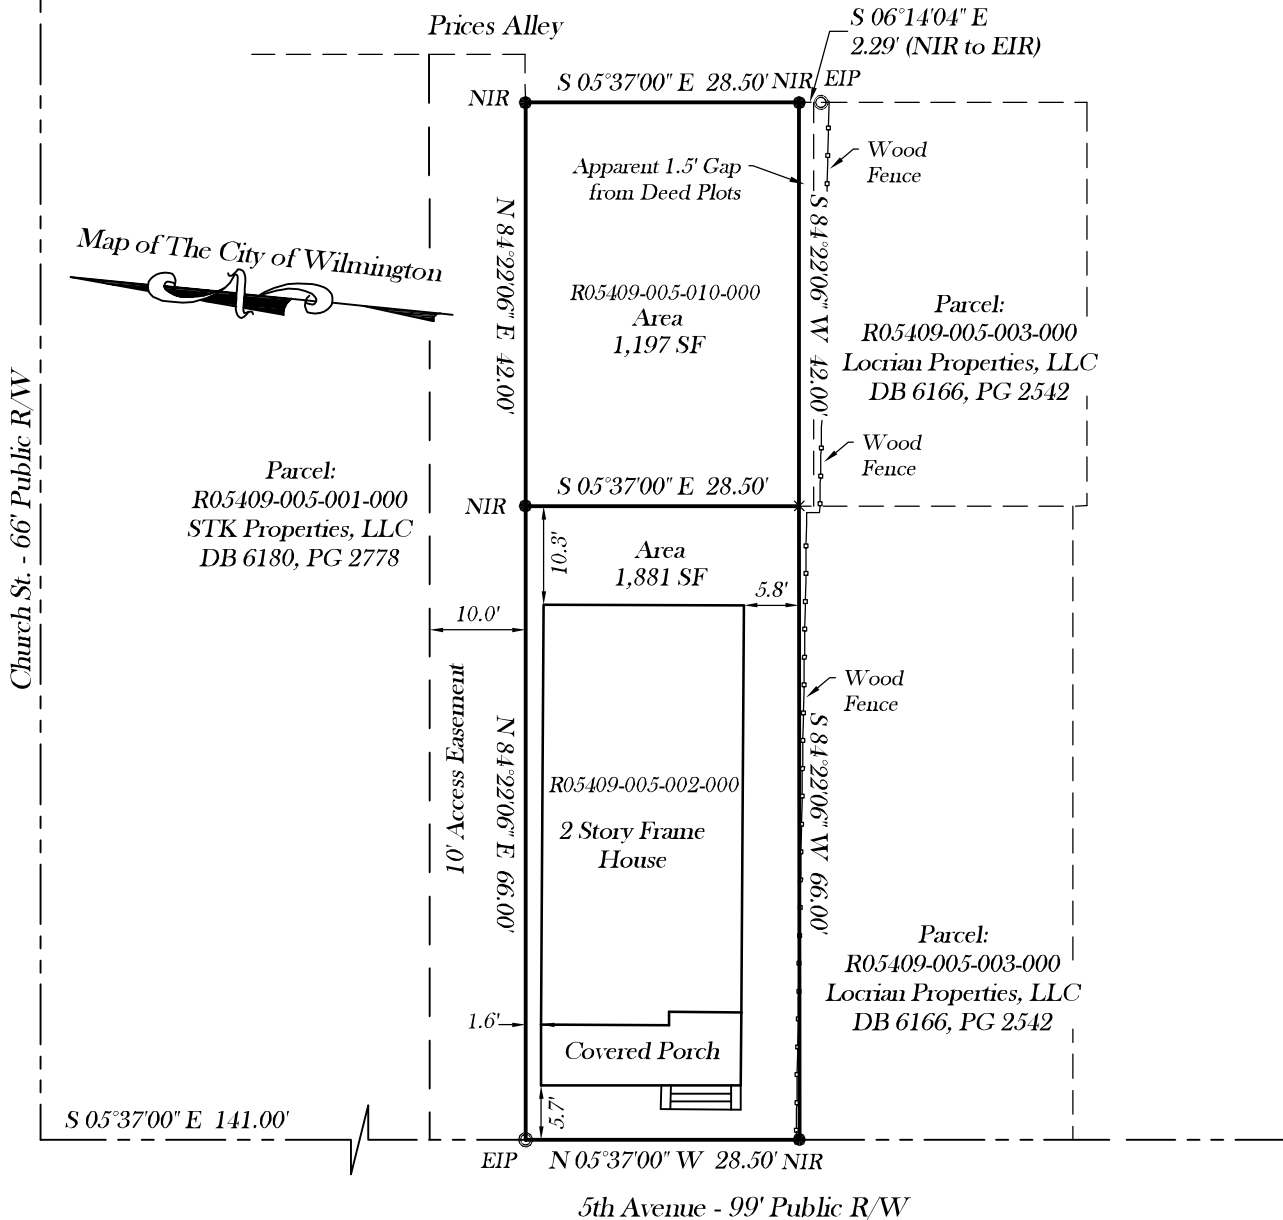 Prices Alley
S 06°14'04" E
2.29' (NIR to EIR)
S 05°37'00" E 28.50'
NIR
NIR
EIP
Wood
Fence
Apparent 1.5' Gap
from Deed Plots
Map of The City of Wilmington
N 84°22'06" E 42.00'
S 84°22'06" W 42.00'
R05409-005-010-000
Area
1,197 SF
Parcel:
R05409-005-003-000
Locrian Properties, LLC
DB 6166, PG 2542
Church St. - 66' Public R/W
Wood
Fence
Parcel:
R05409-005-001-000
STK Properties, LLC
DB 6180, PG 2778
NIR
S 05°37'00" E 28.50'
10.3'
Area
1,881 SF
5.8'
10.0'
10' Access Easement
Wood
Fence
N 84°22'06" E 66.00'
S 84°22'06" W 66.00'
R05409-005-002-000
2 Story Frame
House
Parcel:
R05409-005-003-000
Locrian Properties, LLC
DB 6166, PG 2542
1.6'
Covered Porch
5.7'
S 05°37'00" E 141.00'
EIP
N 05°37'00" W 28.50'
NIR
5th Avenue - 99' Public R/W